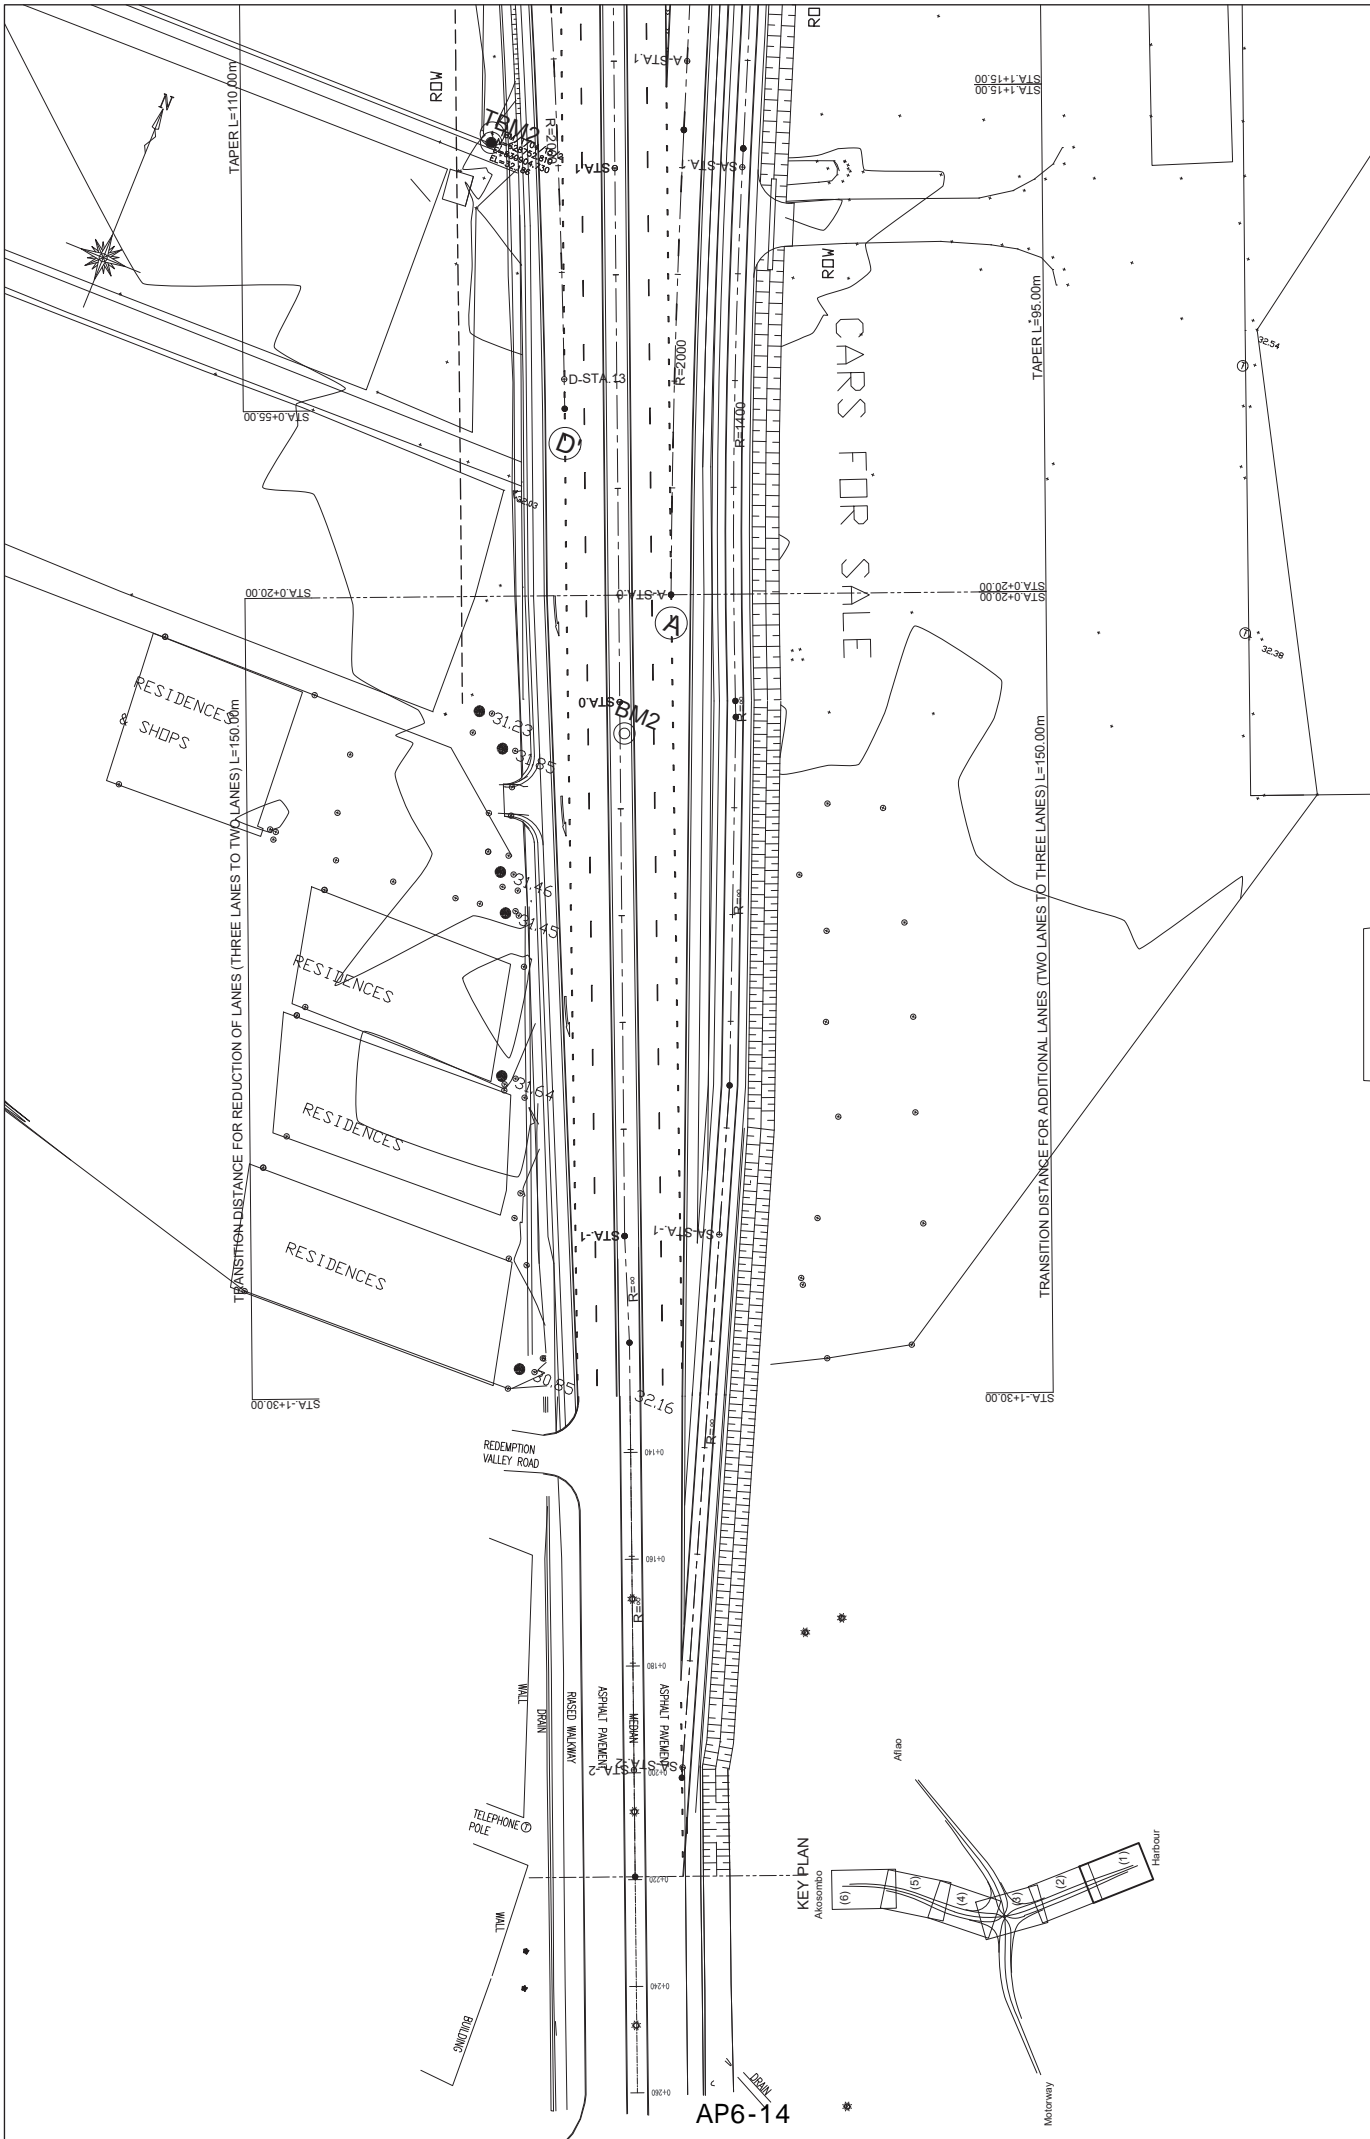 ROW
A-STA.1
STA.1+15.00
STA.1+15.00
TAPER L=110.00m
ROW
N
TBM2
STA.1
SA-STA.1
ROW
TAPER L=95.00m
CARS FOR SALE
32.54
T
D-STA.13
R=2000
R=1400
STA.0+55.00
D'
32.03
STA.0+20.00
A-STA.0
STA.0+20.00
STA.0+20.00
A
T
32.38
RESIDENCES
& SHOPS
STA.0
BM2
R=∞
31.23
31.85
TRANSITION DISTANCE FOR REDUCTION OF LANES (THREE LANES TO TWO LANES) L=150.00m
TRANSITION DISTANCE FOR ADDITIONAL LANES (TWO LANES TO THREE LANES) L=150.00m
31.46
R=∞
31.45
RESIDENCES
31.64
RESIDENCES
STA.-1
SA-STA.-1
RESIDENCES
R=∞
30.85
32.16
STA.-1+30.00
STA.-1+30.00
R=∞
REDEMPTION
VALLEY ROAD
0+140
0+160
R=∞
0+180
WALL
DRAIN
RIASED WALKWAY
ASPHALT PAVEMENT
MEDIAN
ASPHALT PAVEMENT
STA.-2
SA-STA.-2
0+200
TELEPHONE T
POLE
0+220
WALL
0+240
BUILDING
0+260
DRAIN
KEY PLAN
Akosombo
Aflao
Harbour
Motorway
(6)
(5)
(4)
(3)
(2)
(1)
AP6-14